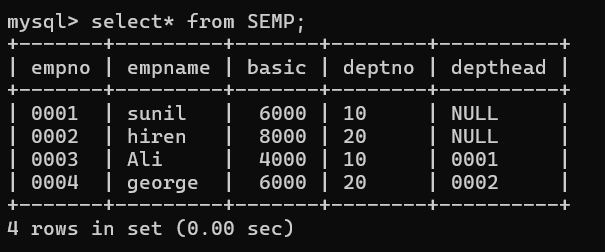 mysql> select* from SEMP;
+-------+---------+-------+--------+----------+
| empno | empname | basic | deptno | depthead |
+-------+---------+-------+--------+----------+
| 0001  | sunil   |  6000 | 10     | NULL     |
| 0002  | hiren   |  8000 | 20     | NULL     |
| 0003  | Ali     |  4000 | 10     | 0001     |
| 0004  | george  |  6000 | 20     | 0002     |
+-------+---------+-------+--------+----------+
4 rows in set (0.00 sec)